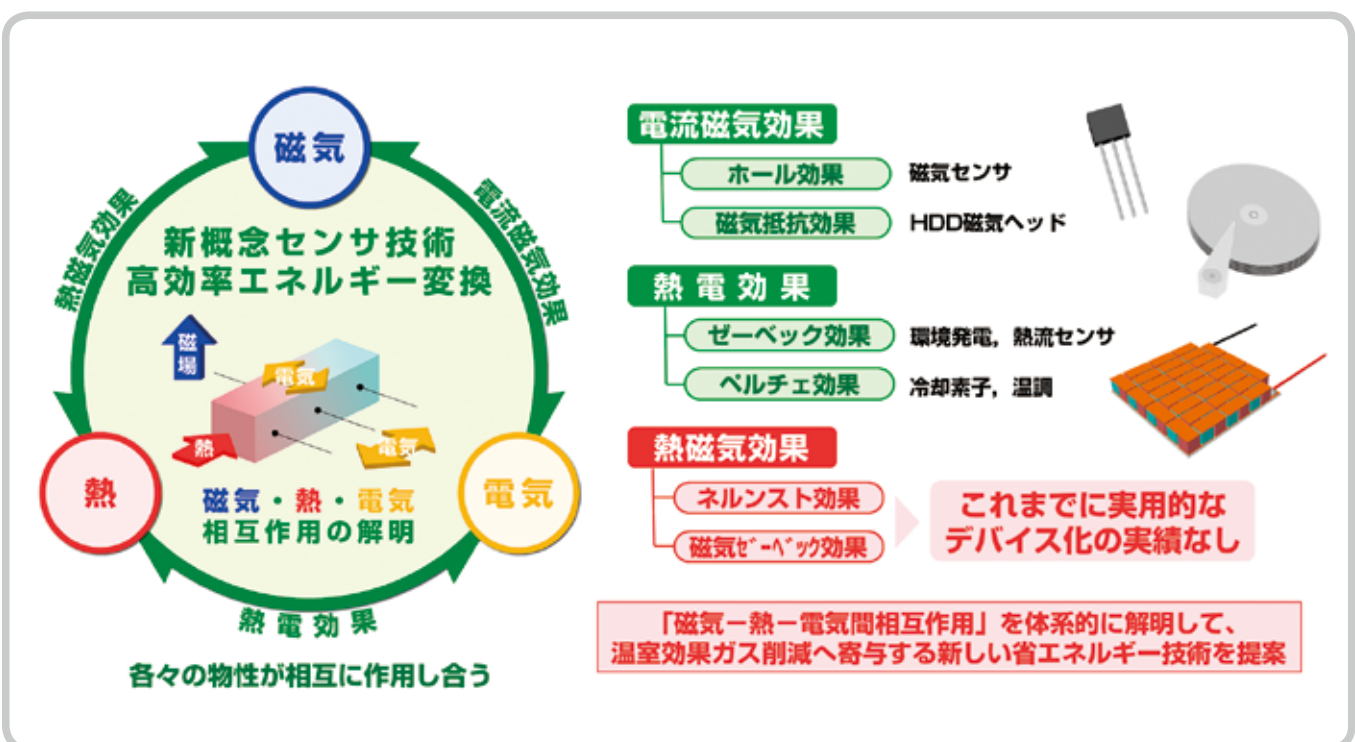 磁気
熱磁気効果
電流磁気効果
新概念センサ技術
高効率エネルギー変換
磁場
電気
熱
電気
熱
電気
磁気・熱・電気
相互作用の解明
熱電効果
各々の物性が相互に作用し合う
電流磁気効果
ホール効果 磁気センサ
磁気抵抗効果 HDD磁気ヘッド
熱電効果
ゼーベック効果 環境発電，熱流センサ
ペルチェ効果 冷却素子，温調
熱磁気効果
ネルンスト効果
磁気ｾﾞｰﾍﾞｯｸ効果
これまでに実用的な
デバイス化の実績なし
「磁気－熱－電気間相互作用」を体系的に解明して、
温室効果ガス削減へ寄与する新しい省エネルギー技術を提案